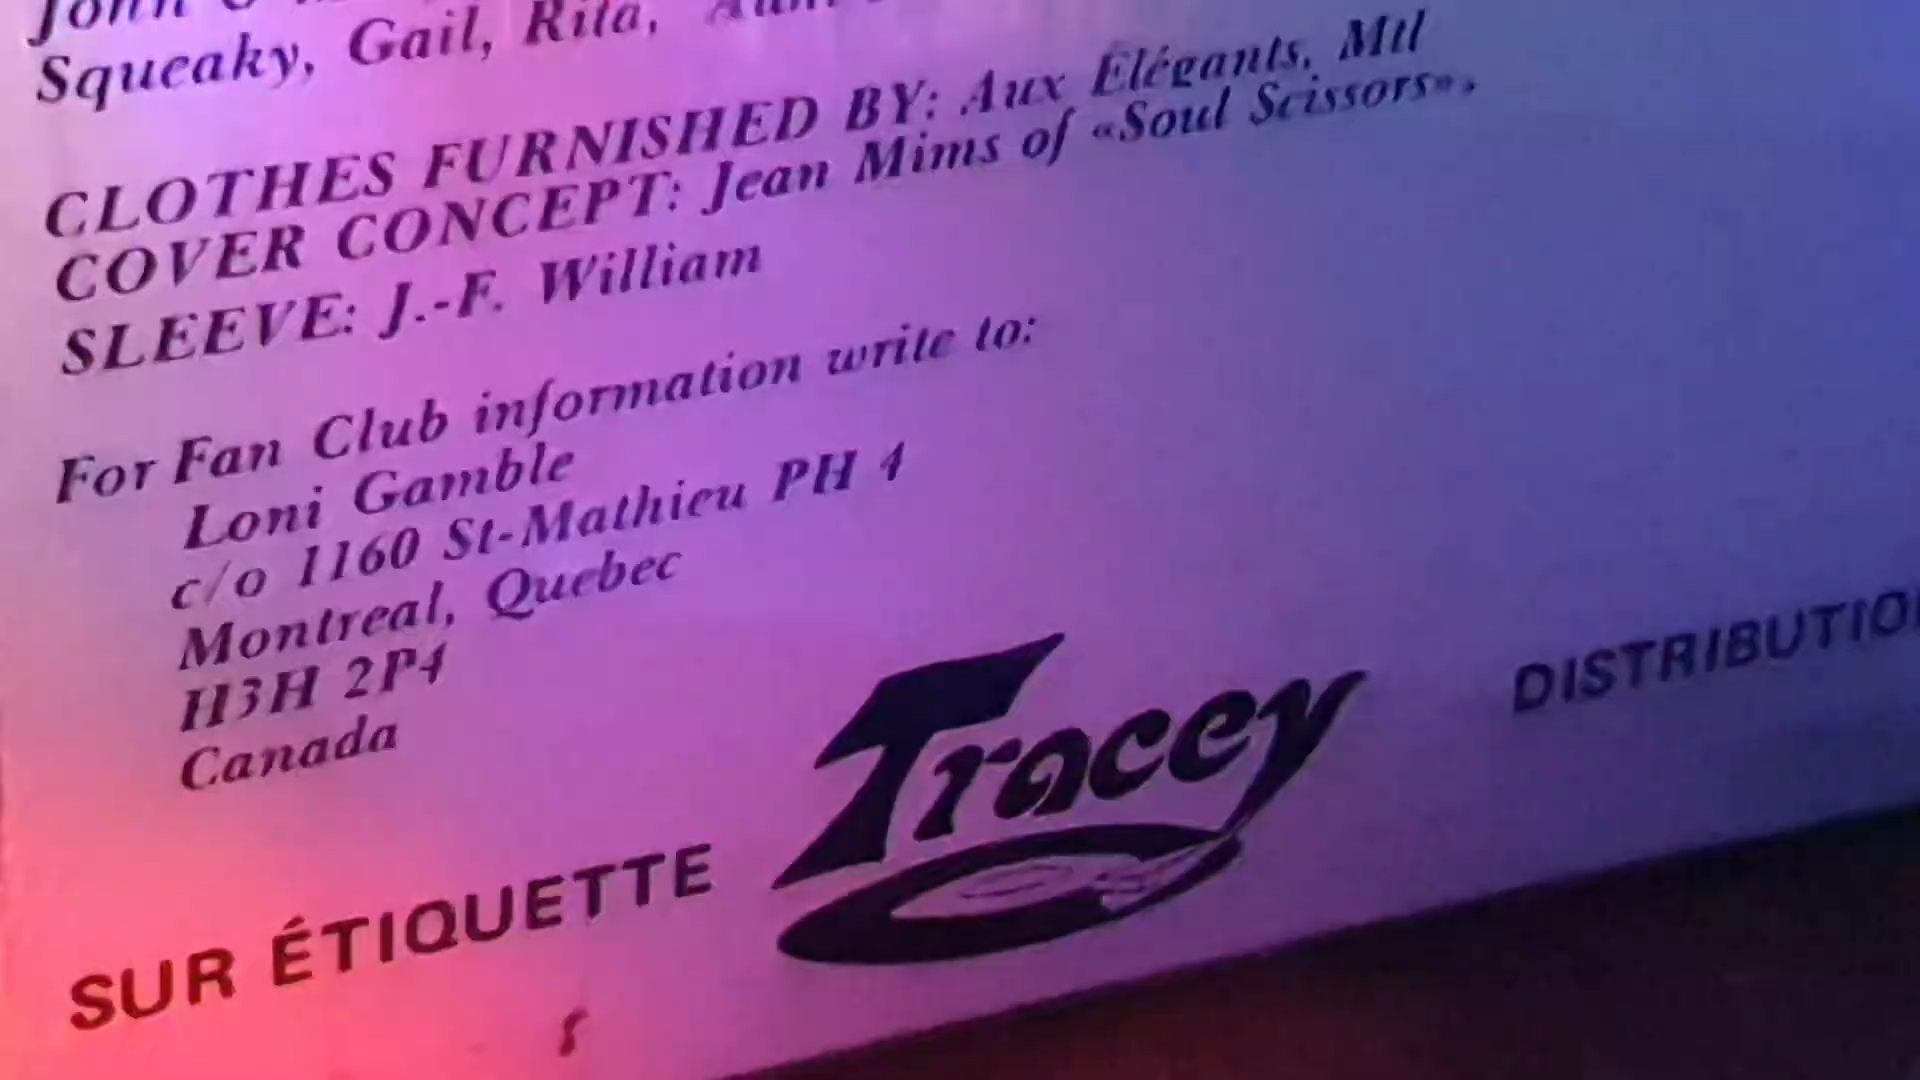 John
Squeaky, Gail, Rita,
CLOTHES FURNISHED BY: Aux Élégants, Mtl
COVER CONCEPT: Jean Mims of «Soul Scissors»,
SLEEVE: J.-F. William
For Fan Club information write to:
Loni Gamble
c/o 1160 St-Mathieu PH 4
Montreal, Quebec
H3H 2P4
Canada
SUR ÉTIQUETTE Tracey DISTRIBUTIO